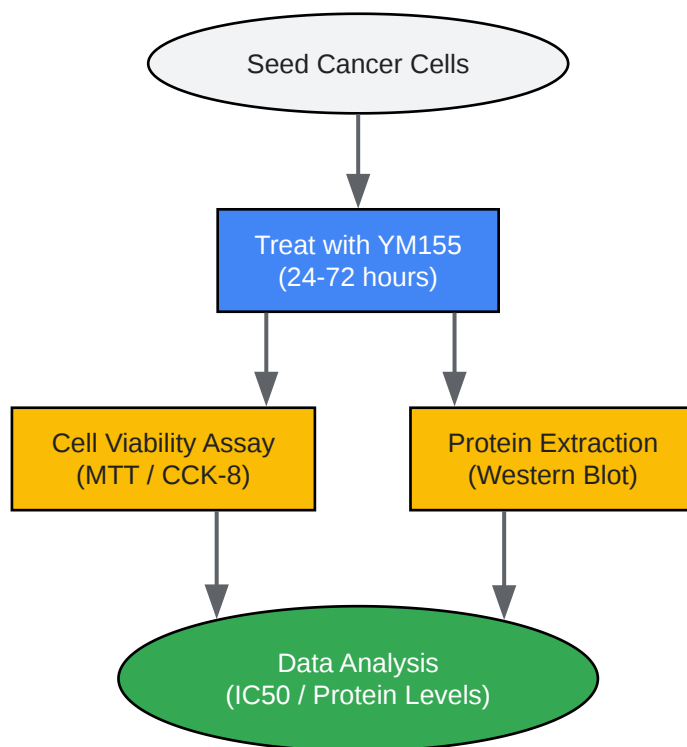 Seed Cancer Cells
Treat with YM155
(24-72 hours)
Cell Viability Assay
(MTT / CCK-8)
Protein Extraction
(Western Blot)
Data Analysis
(IC50 / Protein Levels)